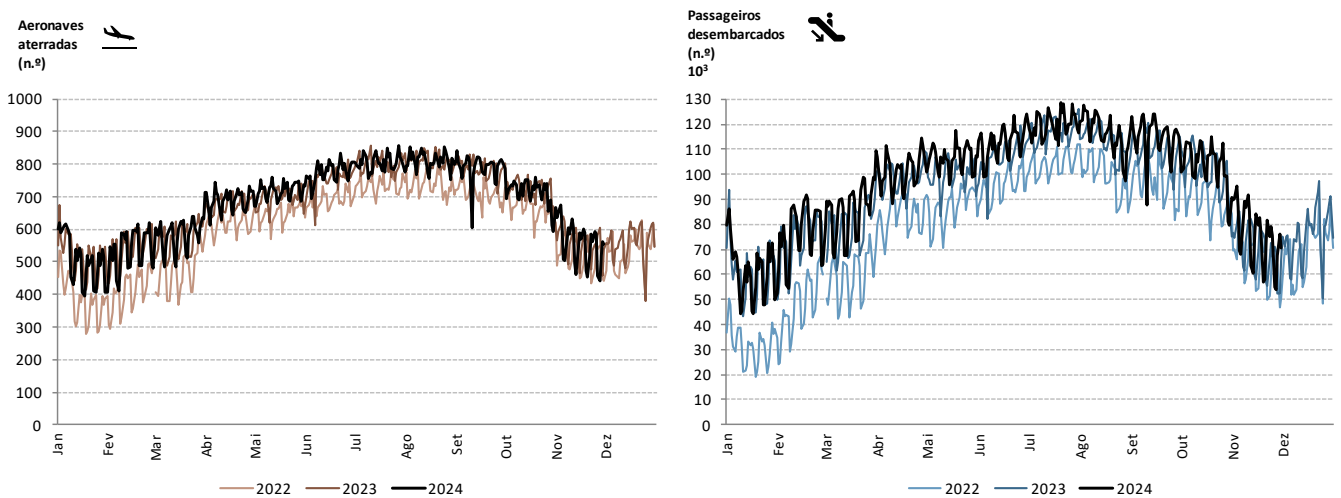 Aeronaves
aterradas
(n.º)
1000
900
800
700
600
500
400
300
200
100
0
Jan
Fev
Mar
Abr
Mai
Jun
Jul
Ago
Set
Out
Nov
Dez
2022
2023
2024
Passageiros
desembarcados
(n.º)
10³
130
120
110
100
90
80
70
60
50
40
30
20
10
0
Jan
Fev
Mar
Abr
Mai
Jun
Jul
Ago
Set
Out
Nov
Dez
2022
2023
2024